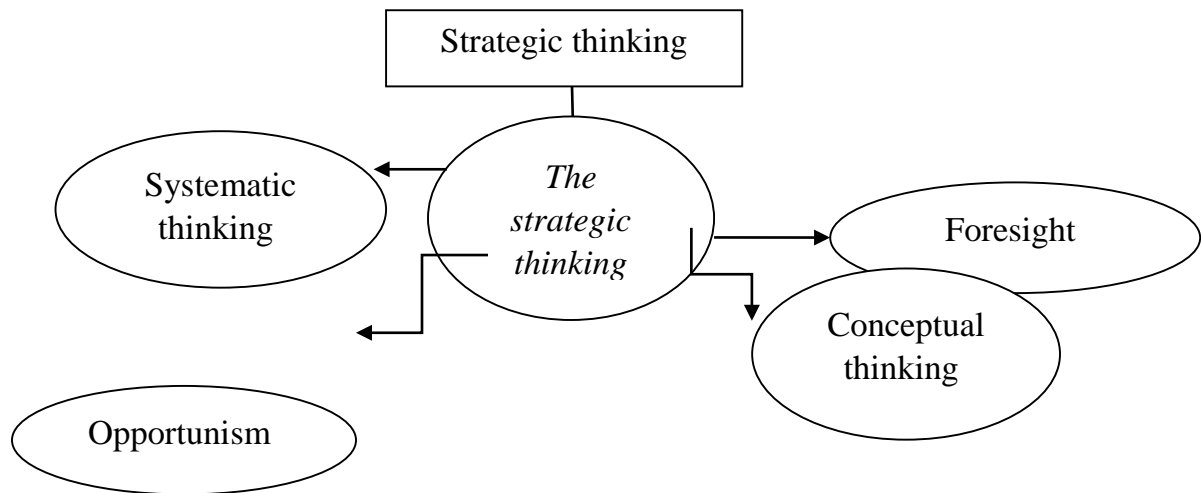 Strategic thinking
Systematic
thinking
The
strategic
thinking
Foresight
Conceptual
thinking
Opportunism